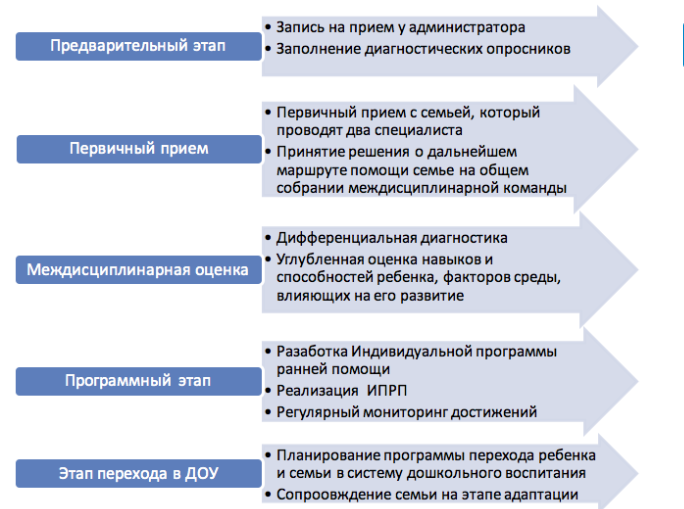 Предварительный этап
• Запись на прием у администратора
• Заполнение диагностических опросников
Первичный прием
• Первичный прием с семьей, который
проводят два специалиста
• Принятие решения о дальнейшем
маршруте помощи семье на общем
собрании междисциплинарной команды
Междисциплинарная оценка
• Дифференциальная диагностика
• Углубленная оценка навыков и
способностей ребенка, факторов среды,
влияющих на его развитие
Программный этап
• Разаботка Индивидуальной программы
ранней помощи
• Реализация ИПРП
• Регулярный мониторинг достижений
Этап перехода в ДОУ
• Планирование программы перехода ребенка
и семьи в систему дошкольного воспитания
• Сопроовждение семьи на этапе адаптации